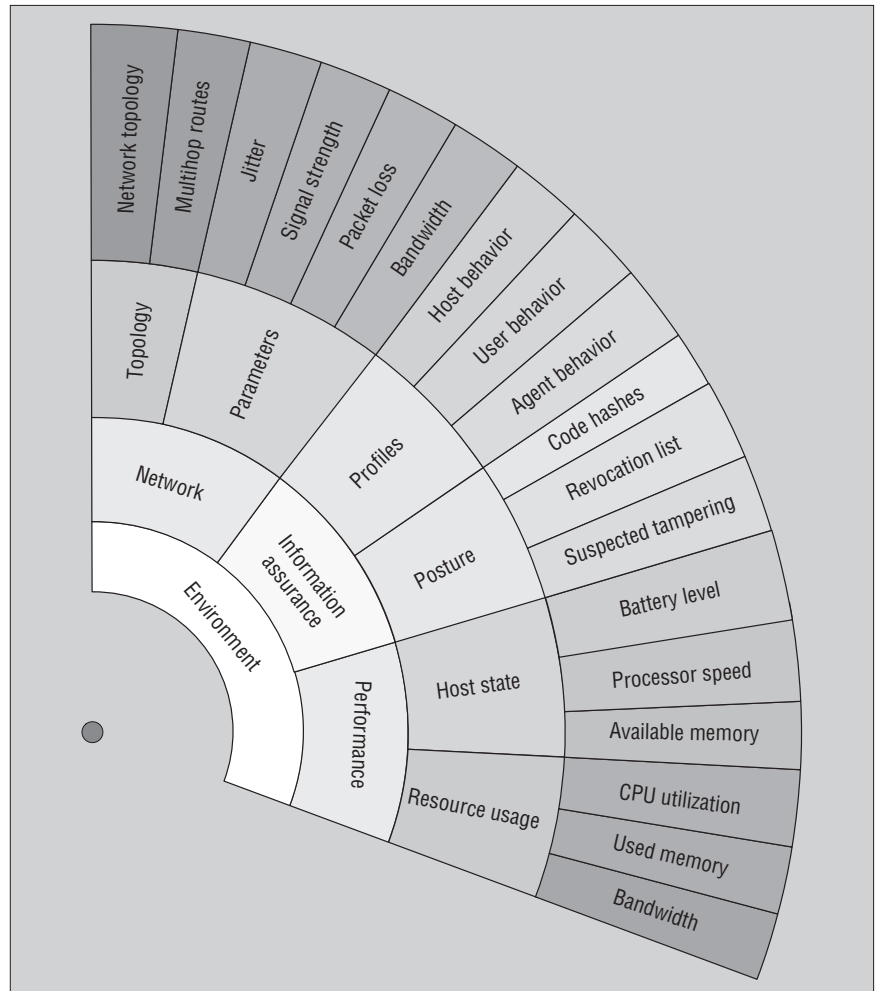 Environment
Network
Information
assurance
Performance
Topology
Parameters
Profiles
Posture
Host state
Resource usage
Network topology
Multihop routes
Jitter
Signal strength
Packet loss
Bandwidth
Host behavior
User behavior
Agent behavior
Code hashes
Revocation list
Suspected tampering
Battery level
Processor speed
Available memory
CPU utilization
Used memory
Bandwidth